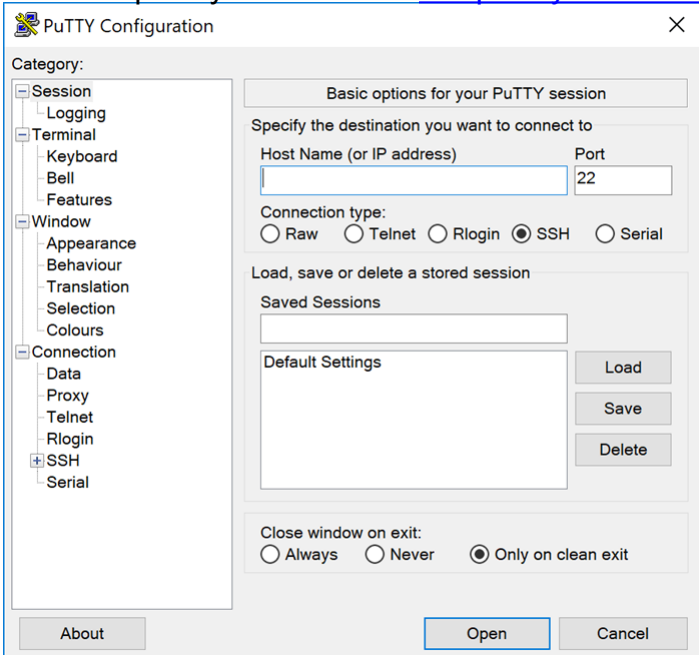 PuTTY Configuration
Category:
Session
Logging
Terminal
Keyboard
Bell
Features
Window
Appearance
Behaviour
Translation
Selection
Colours
Connection
Data
Proxy
Telnet
Rlogin
SSH
Serial
Basic options for your PuTTY session
Specify the destination you want to connect to
Host Name (or IP address) Port
22
Connection type:
Raw Telnet Rlogin SSH Serial
Load, save or delete a stored session
Saved Sessions
Default Settings
Load
Save
Delete
Close window on exit:
Always Never Only on clean exit
About Open Cancel